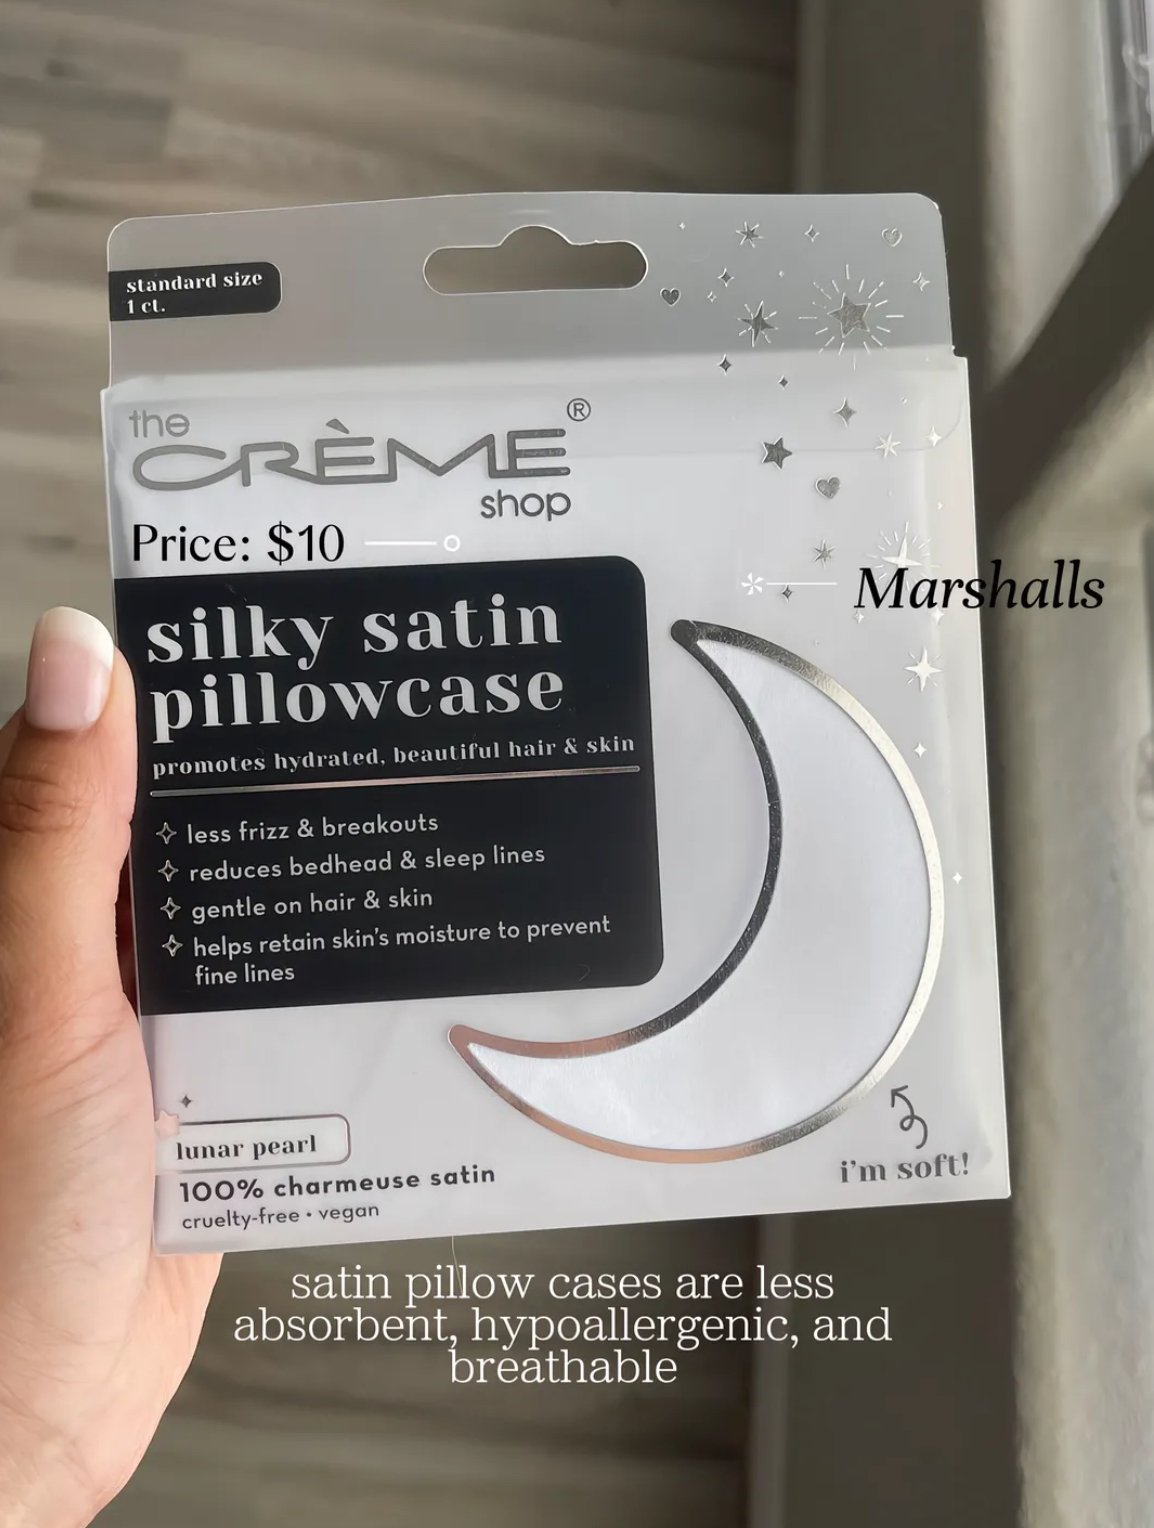 standard size
1 ct.
the
CRÈME®
shop
Price: $10
Marshalls
silky satin
pillowcase
promotes hydrated, beautiful hair & skin
less frizz & breakouts
reduces bedhead & sleep lines
gentle on hair & skin
helps retain skin's moisture to prevent
fine lines
lunar pearl
100% charmeuse satin
cruelty-free • vegan
i'm soft!
satin pillow cases are less
absorbent, hypoallergenic, and
breathable